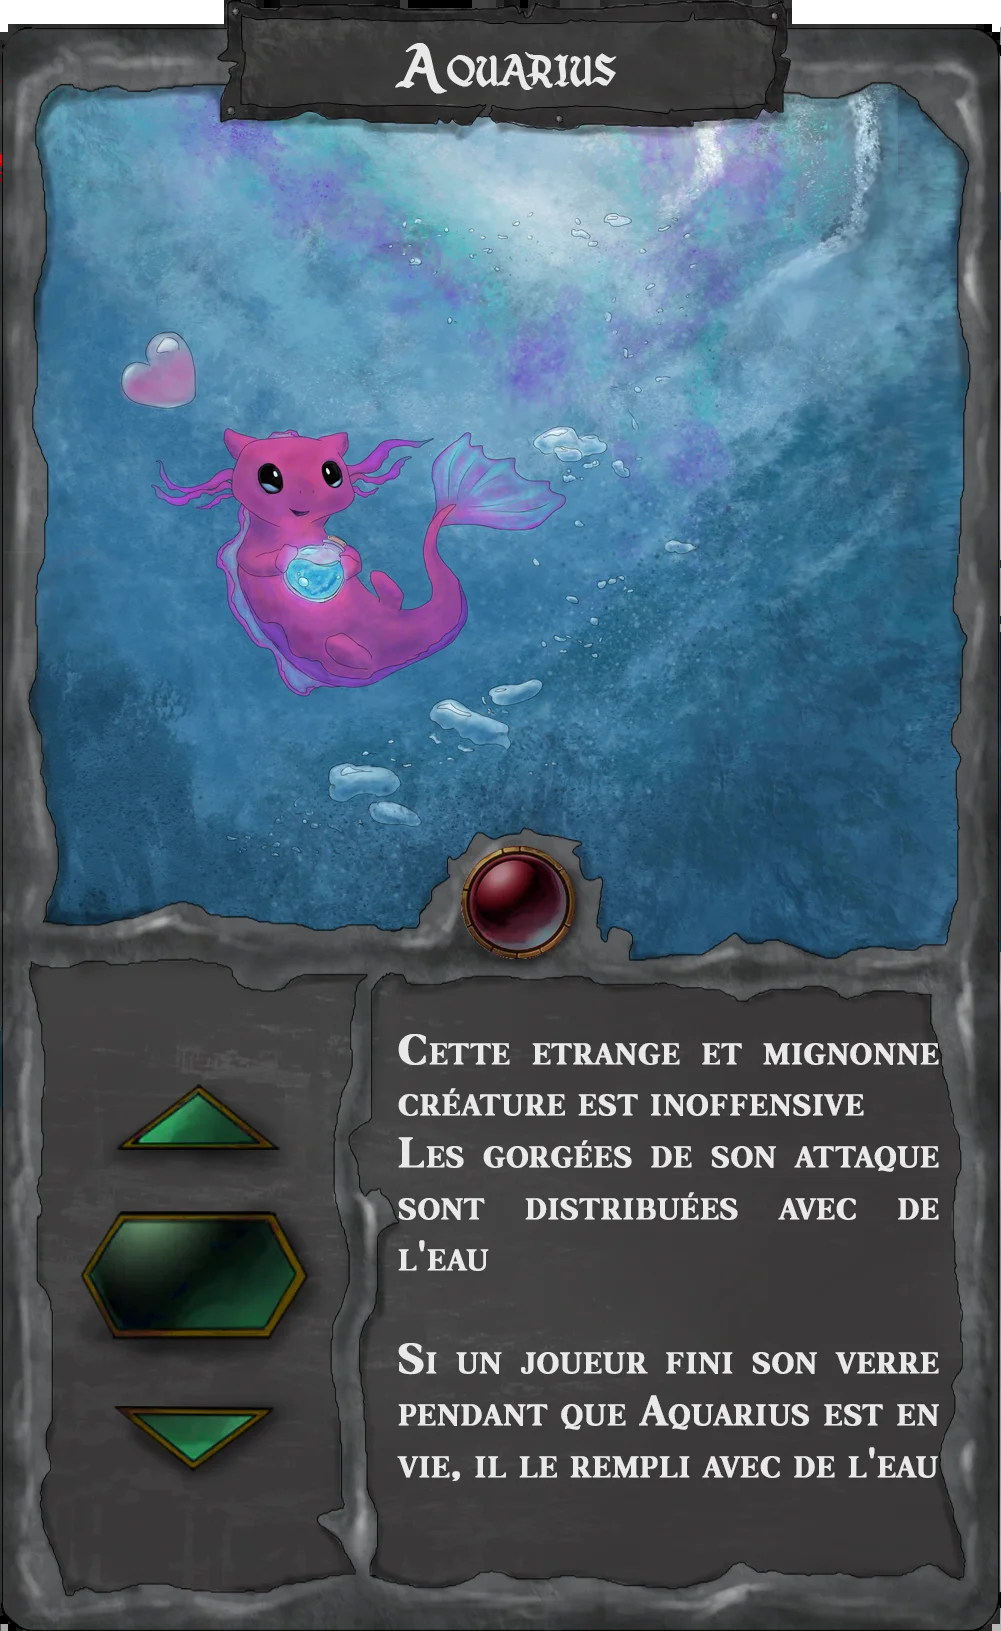 Aquarius
Cette etrange et mignonne
créature est inoffensive
Les gorgées de son attaque
sont distribuées avec de
l'eau
Si un joueur fini son verre
pendant que Aquarius est en
vie, il le rempli avec de l'eau